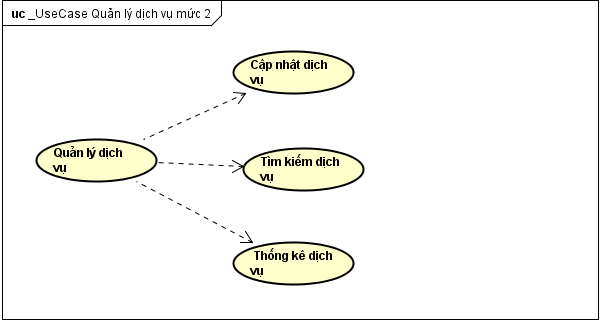 uc _UseCase Quản lý dịch vụ mức 2
Cập nhật dịch
vụ
Quản lý dịch
vụ
Tìm kiếm dịch
vụ
Thống kê dịch
vụ